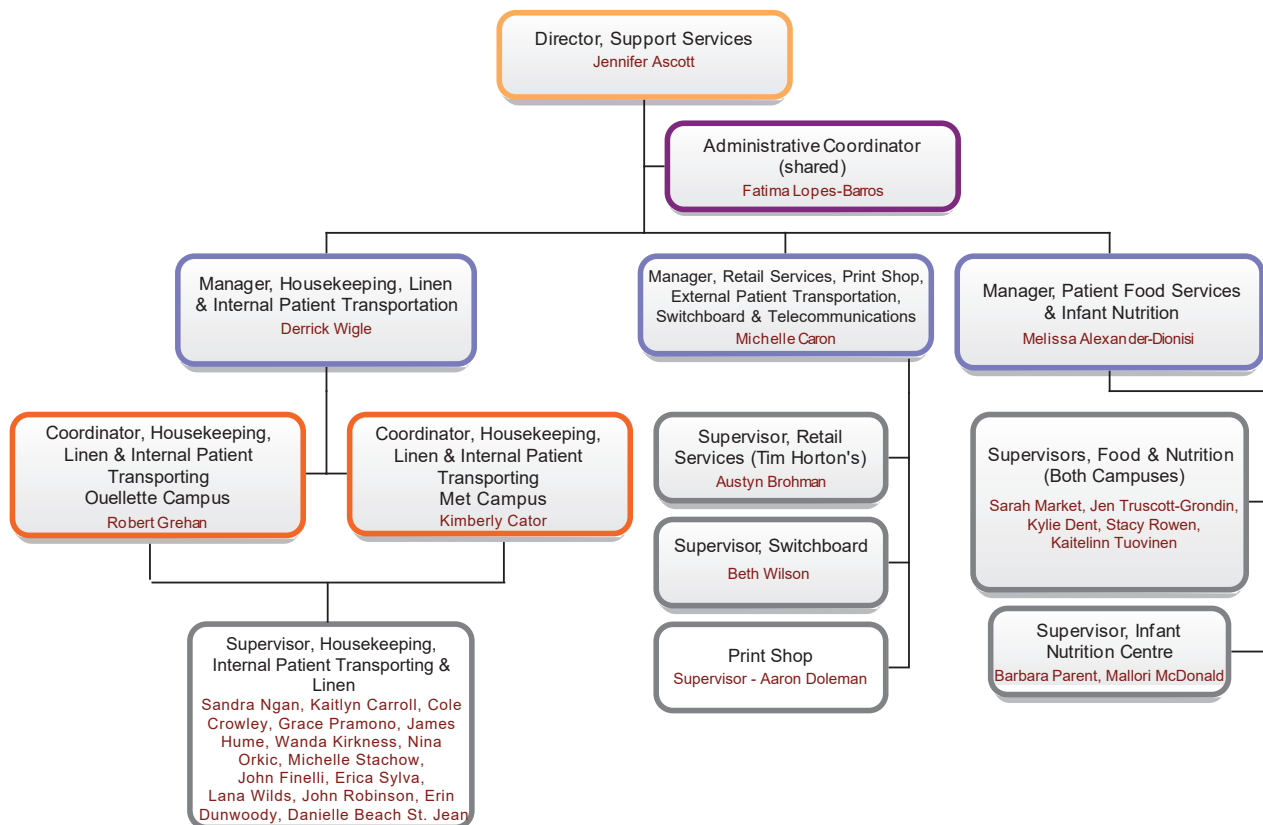 Director, Support Services
Jennifer Ascott
Administrative Coordinator
(shared)
Fatima Lopes-Barros
Manager, Housekeeping, Linen
& Internal Patient Transportation
Derrick Wigle
Manager, Retail Services, Print Shop,
External Patient Transportation,
Switchboard & Telecommunications
Michelle Caron
Manager, Patient Food Services
& Infant Nutrition
Melissa Alexander-Dionisi
Coordinator, Housekeeping,
Linen & Internal Patient
Transporting
Ouellette Campus
Robert Grehan
Coordinator, Housekeeping,
Linen & Internal Patient
Transporting
Met Campus
Kimberly Cator
Supervisor, Housekeeping,
Internal Patient Transporting &
Linen
Sandra Ngan, Kaitlyn Carroll, Cole
Crowley, Grace Pramono, James
Hume, Wanda Kirkness, Nina
Orkic, Michelle Stachow,
John Finelli, Erica Sylva,
Lana Wilds, John Robinson, Erin
Dunwoody, Danielle Beach St. Jean
Supervisor, Retail
Services (Tim Horton's)
Austyn Brohman
Supervisor, Switchboard
Beth Wilson
Print Shop
Supervisor - Aaron Doleman
Supervisors, Food & Nutrition
(Both Campuses)
Sarah Market, Jen Truscott-Grondin,
Kylie Dent, Stacy Rowen,
Kaitelinn Tuovinen
Supervisor, Infant
Nutrition Centre
Barbara Parent, Mallori McDonald